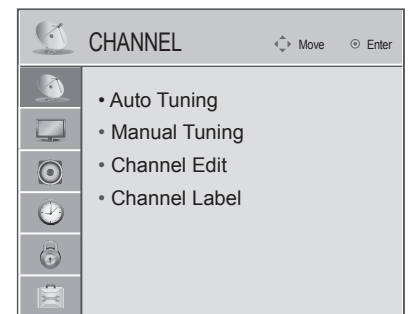 CHANNEL Move Enter
• Auto Tuning
• Manual Tuning
• Channel Edit
• Channel Label